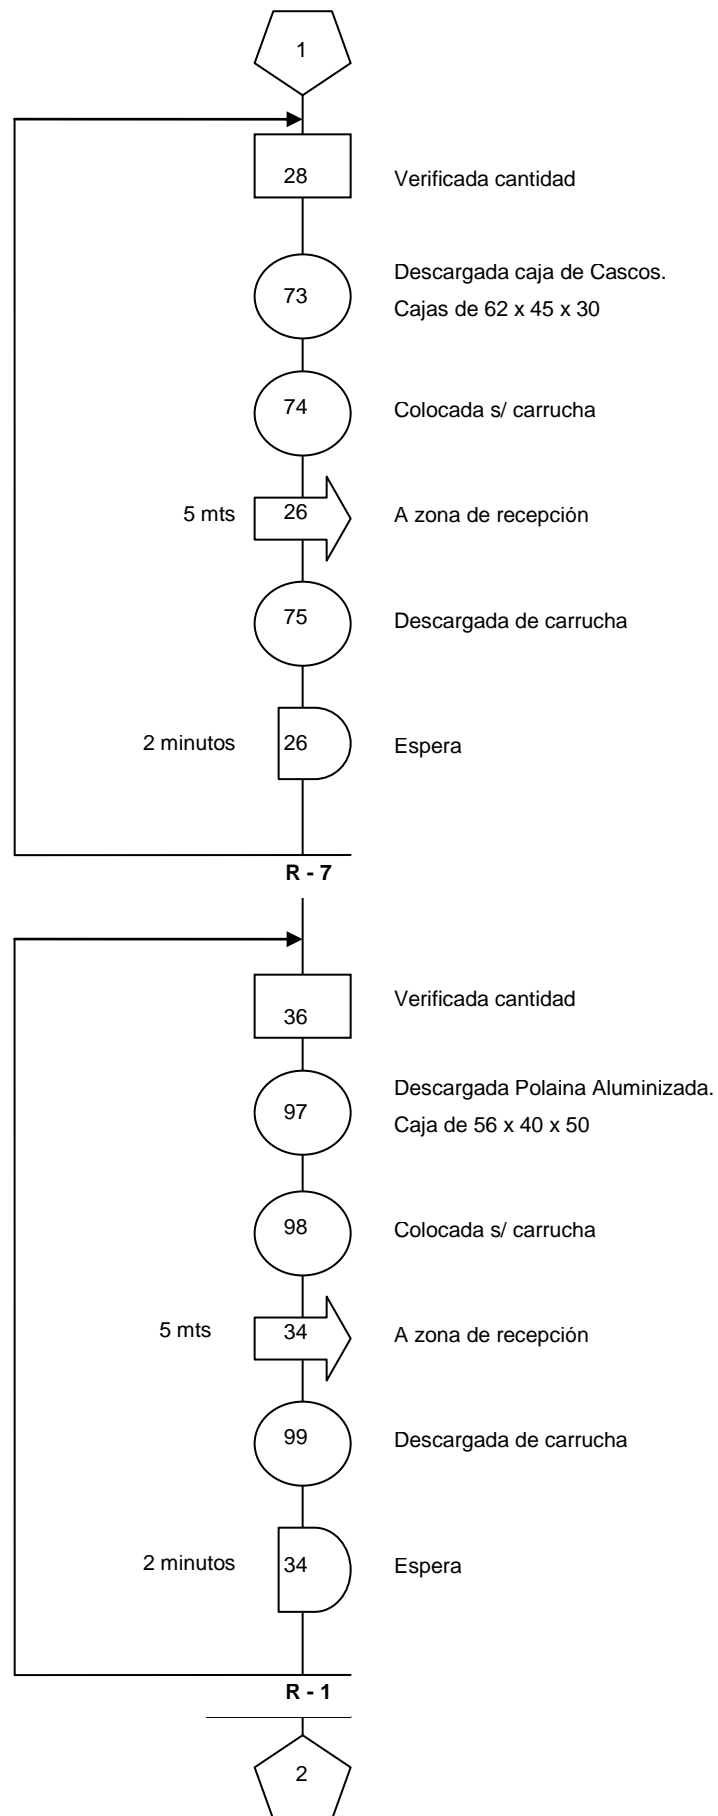 1
28
Verificada cantidad
73
Descargada caja de Cascos.
Cajas de 62 x 45 x 30
74
Colocada s/ carrucha
5 mts
26
A zona de recepción
75
Descargada de carrucha
2 minutos
26
Espera
R - 7
36
Verificada cantidad
97
Descargada Polaina Aluminizada.
Caja de 56 x 40 x 50
98
Colocada s/ carrucha
5 mts
34
A zona de recepción
99
Descargada de carrucha
2 minutos
34
Espera
R - 1
2